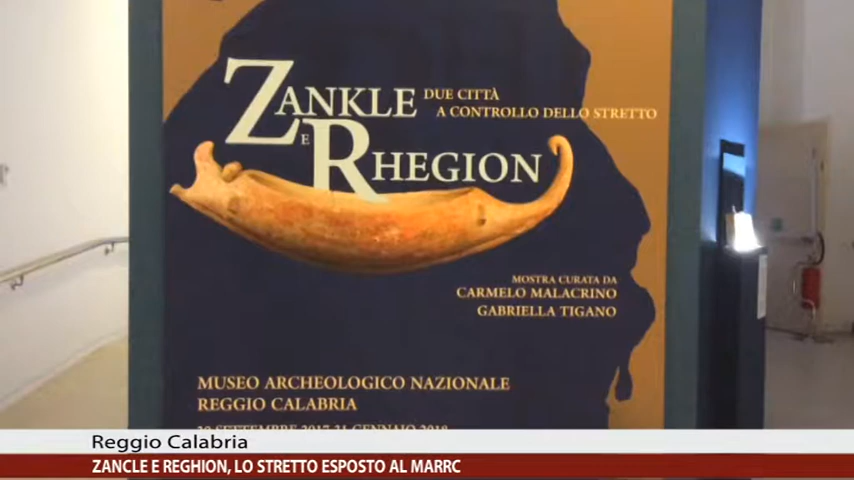 ZANKLE DUE CITTÀ
A CONTROLLO DELLO STRETTO
E
RHEGION
MOSTRA CURATA DA
CARMELO MALACRINO
GABRIELLA TIGANO
MUSEO ARCHEOLOGICO NAZIONALE
REGGIO CALABRIA
Reggio Calabria
ZANCLE E REGHION, LO STRETTO ESPOSTO AL MARRC